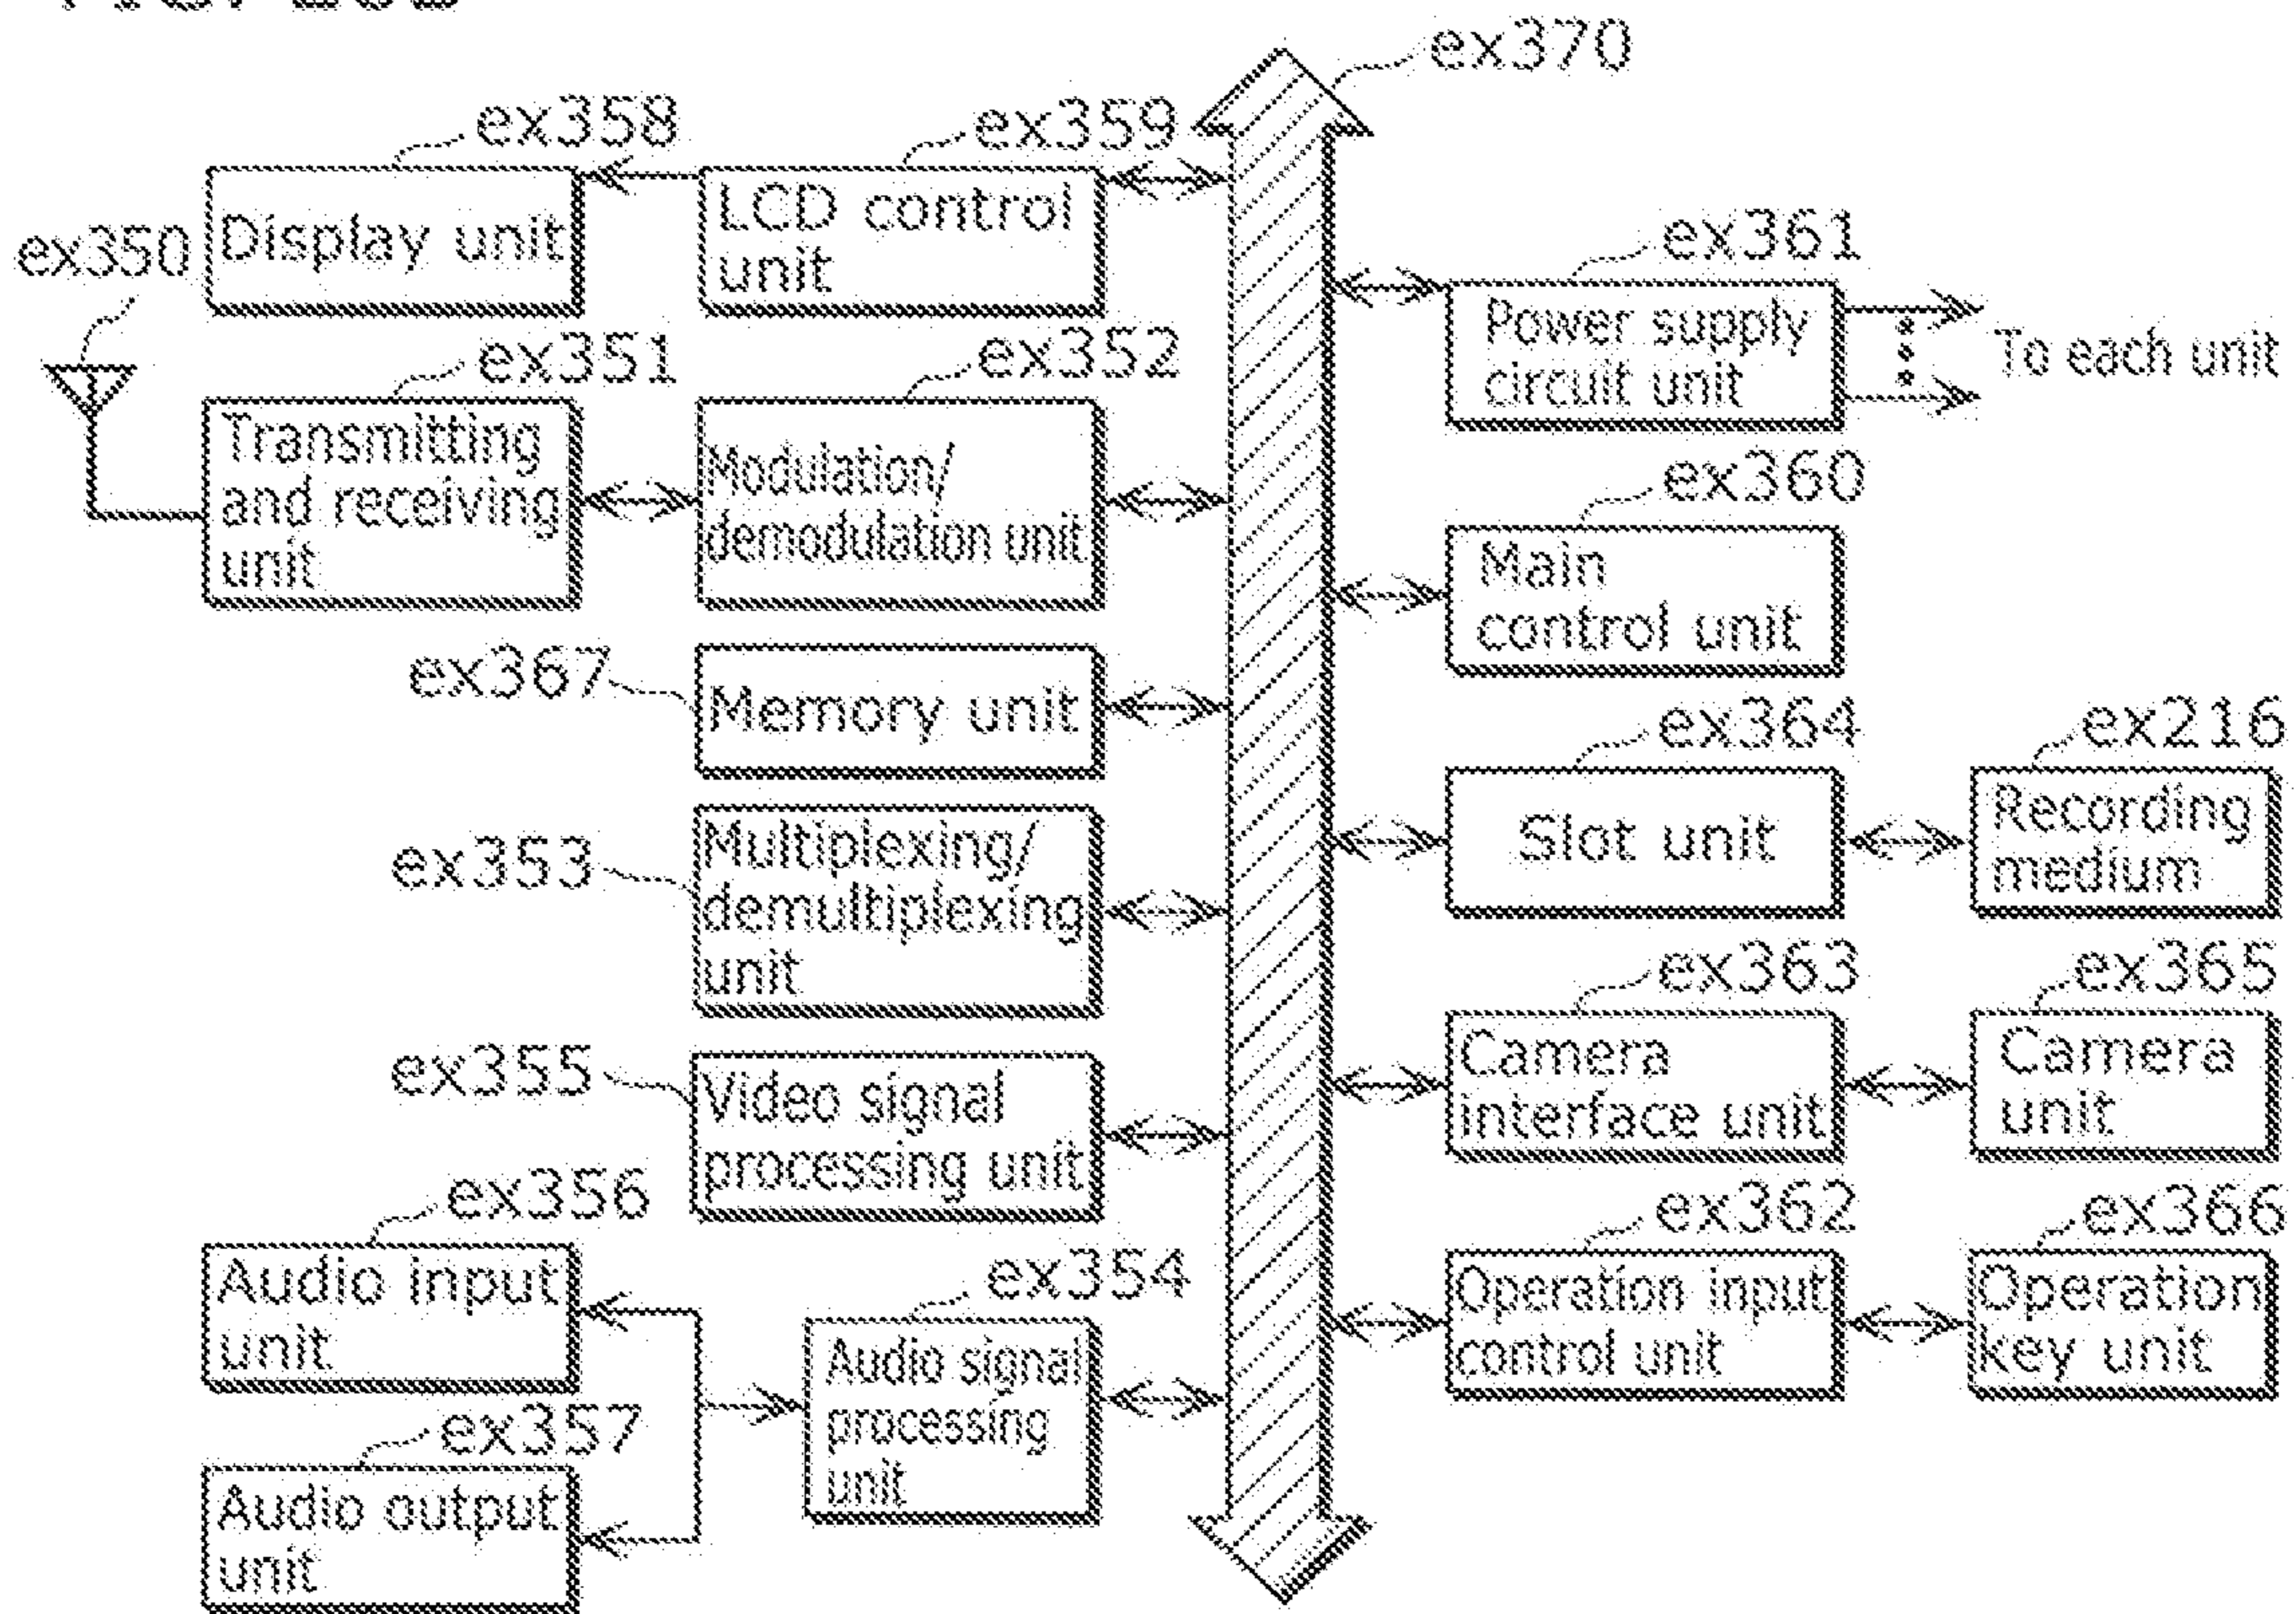 ex370
ex358
ex359
Display unit
LCD control
unit
ex350
ex361
Power supply
circuit unit
To each unit
ex351
ex352
Transmitting
and receiving
unit
Modulation/
demodulation unit
ex360
Main
control unit
ex367
Memory unit
ex364
ex216
Slot unit
Recording
medium
ex353
Multiplexing/
demultiplexing
unit
ex363
ex365
Camera
interface unit
Camera
unit
ex355
Video signal
processing unit
ex356
Audio input
unit
ex354
Audio signal
processing
unit
ex362
ex366
Operation input
control unit
Operation
key unit
ex357
Audio output
unit